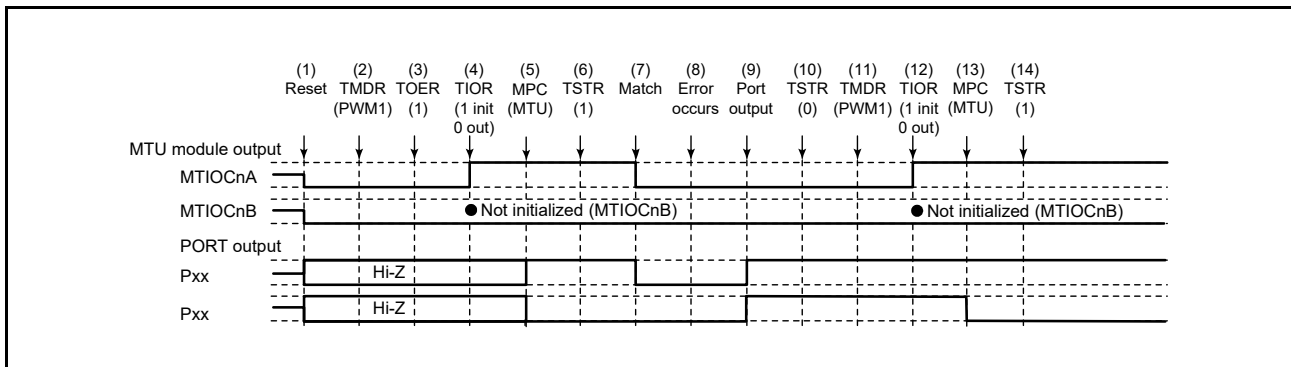 (1) (2) (3) (4) (5) (6) (7) (8) (9) (10) (11) (12) (13) (14)
Reset TMDR TOER TIOR MPC TSTR Match Error Port TSTR TMDR TIOR MPC TSTR
(PWM1) (1) (1 init (MTU) (1) occurs output (0) (PWM1) (1 init (MTU) (1)
0 out) 0 out)
MTU module output
MTIOCnA
MTIOCnB ● Not initialized (MTIOCnB) ● Not initialized (MTIOCnB)
PORT output
Pxx Hi-Z
Pxx Hi-Z